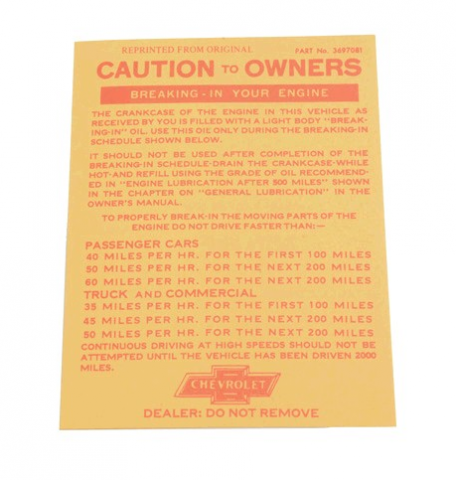 REPRINTED FROM ORIGINAL PART No. 3697081
CAUTION TO OWNERS
BREAKING-IN YOUR ENGINE
THE CRANKCASE OF THE ENGINE IN THIS VEHICLE AS
RECEIVED BY YOU IS FILLED WITH A LIGHT BODY "BREAK-
ING-IN" OIL. USE THIS OIL ONLY DURING THE BREAKING-IN
SCHEDULE SHOWN BELOW.
IT SHOULD NOT BE USED AFTER COMPLETION OF THE
BREAKING-IN SCHEDULE-DRAIN THE CRANKCASE-WHILE
HOT-AND REFILL USING THE GRADE OF OIL RECOMMEND-
ED IN "ENGINE LUBRICATION AFTER 500 MILES" SHOWN
IN THE CHAPTER ON "GENERAL LUBRICATION" IN THE
OWNER'S MANUAL.
TO PROPERLY BREAK-IN THE MOVING PARTS OF THE
ENGINE DO NOT DRIVE FASTER THAN:—
PASSENGER CARS
40 MILES PER HR. FOR THE FIRST 100 MILES
50 MILES PER HR. FOR THE NEXT 200 MILES
60 MILES PER HR. FOR THE NEXT 200 MILES
TRUCK AND COMMERCIAL
35 MILES PER HR. FOR THE FIRST 100 MILES
45 MILES PER HR. FOR THE NEXT 200 MILES
50 MILES PER HR. FOR THE NEXT 200 MILES
CONTINUOUS DRIVING AT HIGH SPEEDS SHOULD NOT BE
ATTEMPTED UNTIL THE VEHICLE HAS BEEN DRIVEN 2000
MILES.
CHEVROLET
DEALER: DO NOT REMOVE